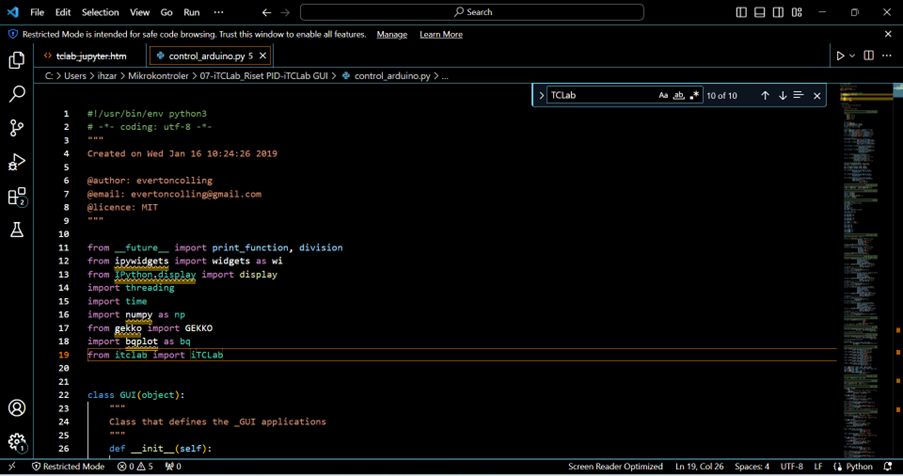 File Edit Selection View Go Run ··· Search
Restricted Mode is intended for safe code browsing. Trust this window to enable all features. Manage Learn More
tclab_jupyter.htm control_arduino.py 5
C: > Users > ihzar > Mikrokontroler > 07-iTCLab_Riset PID-iTCLab GUI > control_arduino.py > ...
TCLab Aa ab .* 10 of 10
1 #!/usr/bin/env python3
2 # -*- coding: utf-8 -*-
3 """
4 Created on Wed Jan 16 10:24:26 2019
5
6 @author: evertoncolling
7 @email: evertoncolling@gmail.com
8 @licence: MIT
9 """
10
11 from __future__ import print_function, division
12 from ipywidgets import widgets as wi
13 from IPython.display import display
14 import threading
15 import time
16 import numpy as np
17 from gekko import GEKKO
18 import bqplot as bq
19 from itclab import iTCLab
20
21
22 class GUI(object):
23 """
24 Class that defines the _GUI applications
25 """
26 def __init__(self):
2
1
Restricted Mode 0 5 0 Screen Reader Optimized Ln 19, Col 26 Spaces: 4 UTF-8 LF Python